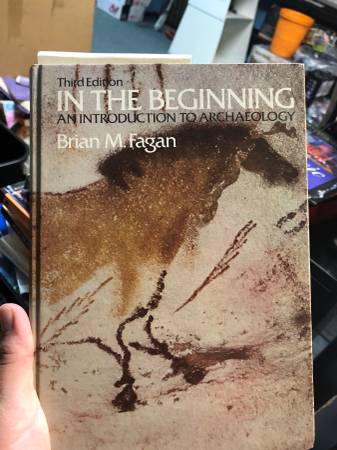 Third Edition
IN THE BEGINNING
AN INTRODUCTION TO ARCHAEOLOGY
Brian M. Fagan